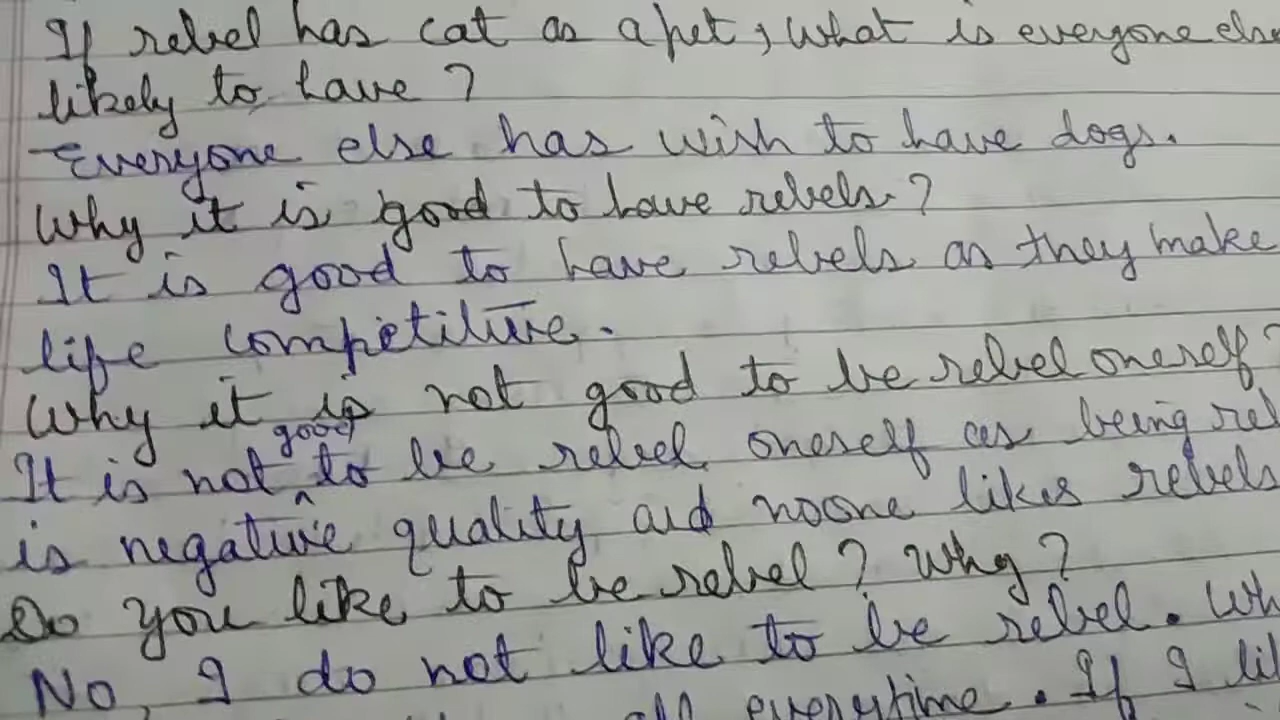 If rebel has cat as a pet, what is everyone else
likely to have?
Everyone else has wish to have dogs.
Why it is good to have rebels?
It is good to have rebels as they make
life competitive.
Why it is not good to be rebel oneself?
It is not good to be rebel oneself as being
is negative quality and noone likes rebels
Do you like to be rebel? Why?
No, I do not like to be rebel.
everytime. If I